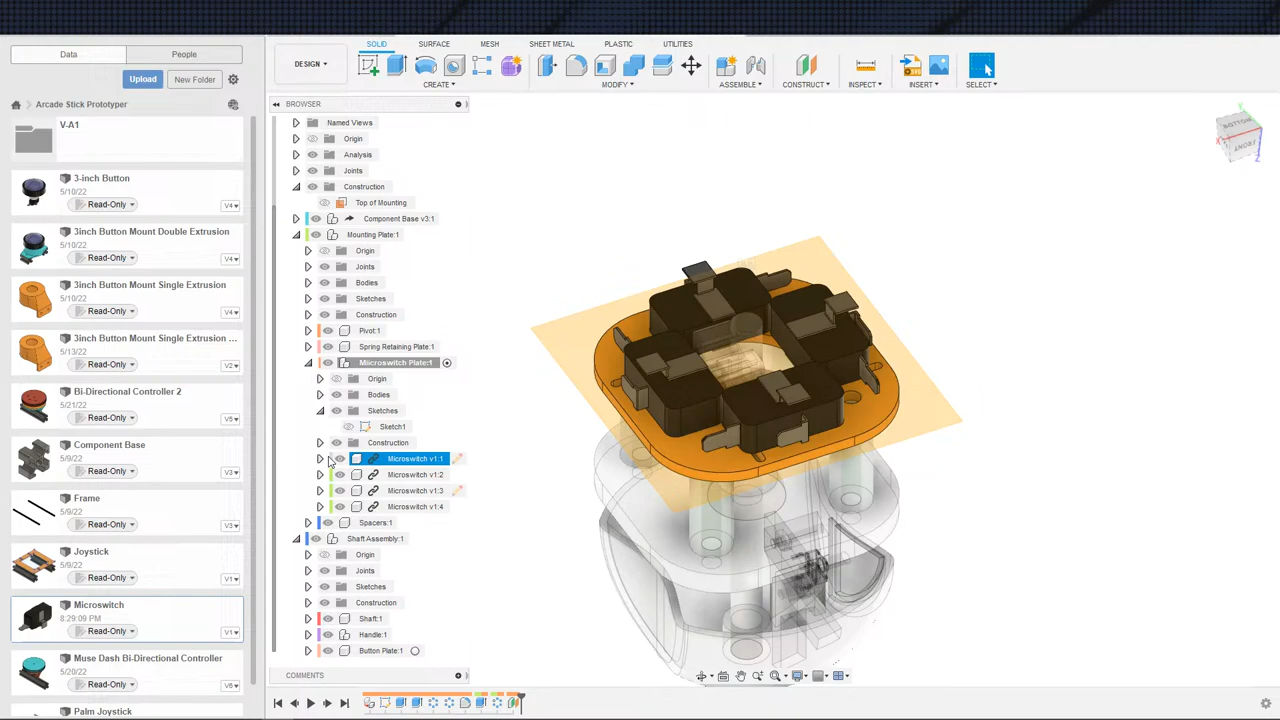 Data People
Upload New Folder
Arcade Stick Prototyper
V-A1
3-inch Button
5/10/22
Read-Only V4
3inch Button Mount Double Extrusion
5/10/22
Read-Only V4
3inch Button Mount Single Extrusion
5/10/22
Read-Only V4
3inch Button Mount Single Extrusion ...
5/13/22
Read-Only V2
Bi-Directional Controller 2
5/21/22
Read-Only V5
Component Base
5/9/22
Read-Only V3
Frame
5/9/22
Read-Only V3
Joystick
5/9/22
Read-Only V1
Microswitch
8:29:09 PM
Read-Only V1
Muse Dash Bi-Directional Controller
5/20/22
Read-Only V6
Palm Joystick
DESIGN
SOLID SURFACE MESH SHEET METAL PLASTIC UTILITIES
CREATE MODIFY ASSEMBLE CONSTRUCT INSPECT INSERT SELECT
BROWSER
Named Views
Origin
Analysis
Joints
Construction
Top of Mounting
Component Base v3:1
Mounting Plate:1
Origin
Joints
Bodies
Sketches
Construction
Pivot:1
Spring Retaining Plate:1
Miicroswitch Plate:1
Origin
Bodies
Sketches
Sketch1
Construction
Microswitch v1:1
Microswitch v1:2
Microswitch v1:3
Microswitch v1:4
Spacers:1
Shaft Assembly:1
Origin
Joints
Sketches
Construction
Shaft:1
Handle:1
Button Plate:1
COMMENTS
BOTTOM
FRONT
X
Z